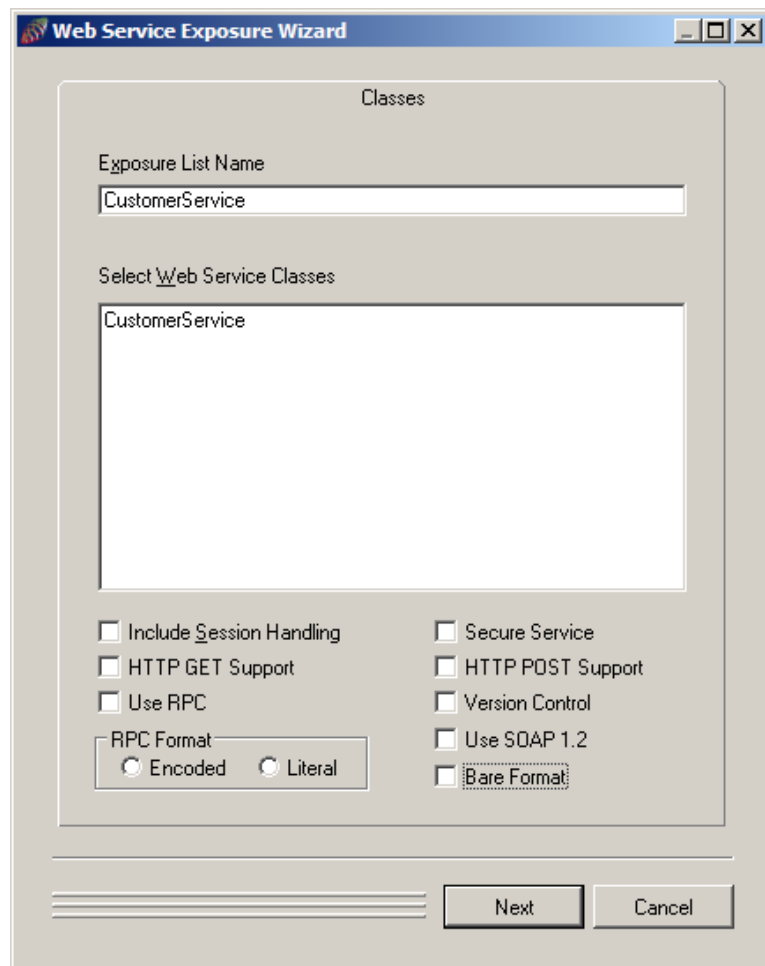 Web Service Exposure Wizard
Classes
Exposure List Name
CustomerService
Select Web Service Classes
CustomerService
Include Session Handling
Secure Service
HTTP GET Support
HTTP POST Support
Use RPC
Version Control
RPC Format
Use SOAP 1.2
Encoded
Literal
Bare Format
Next
Cancel